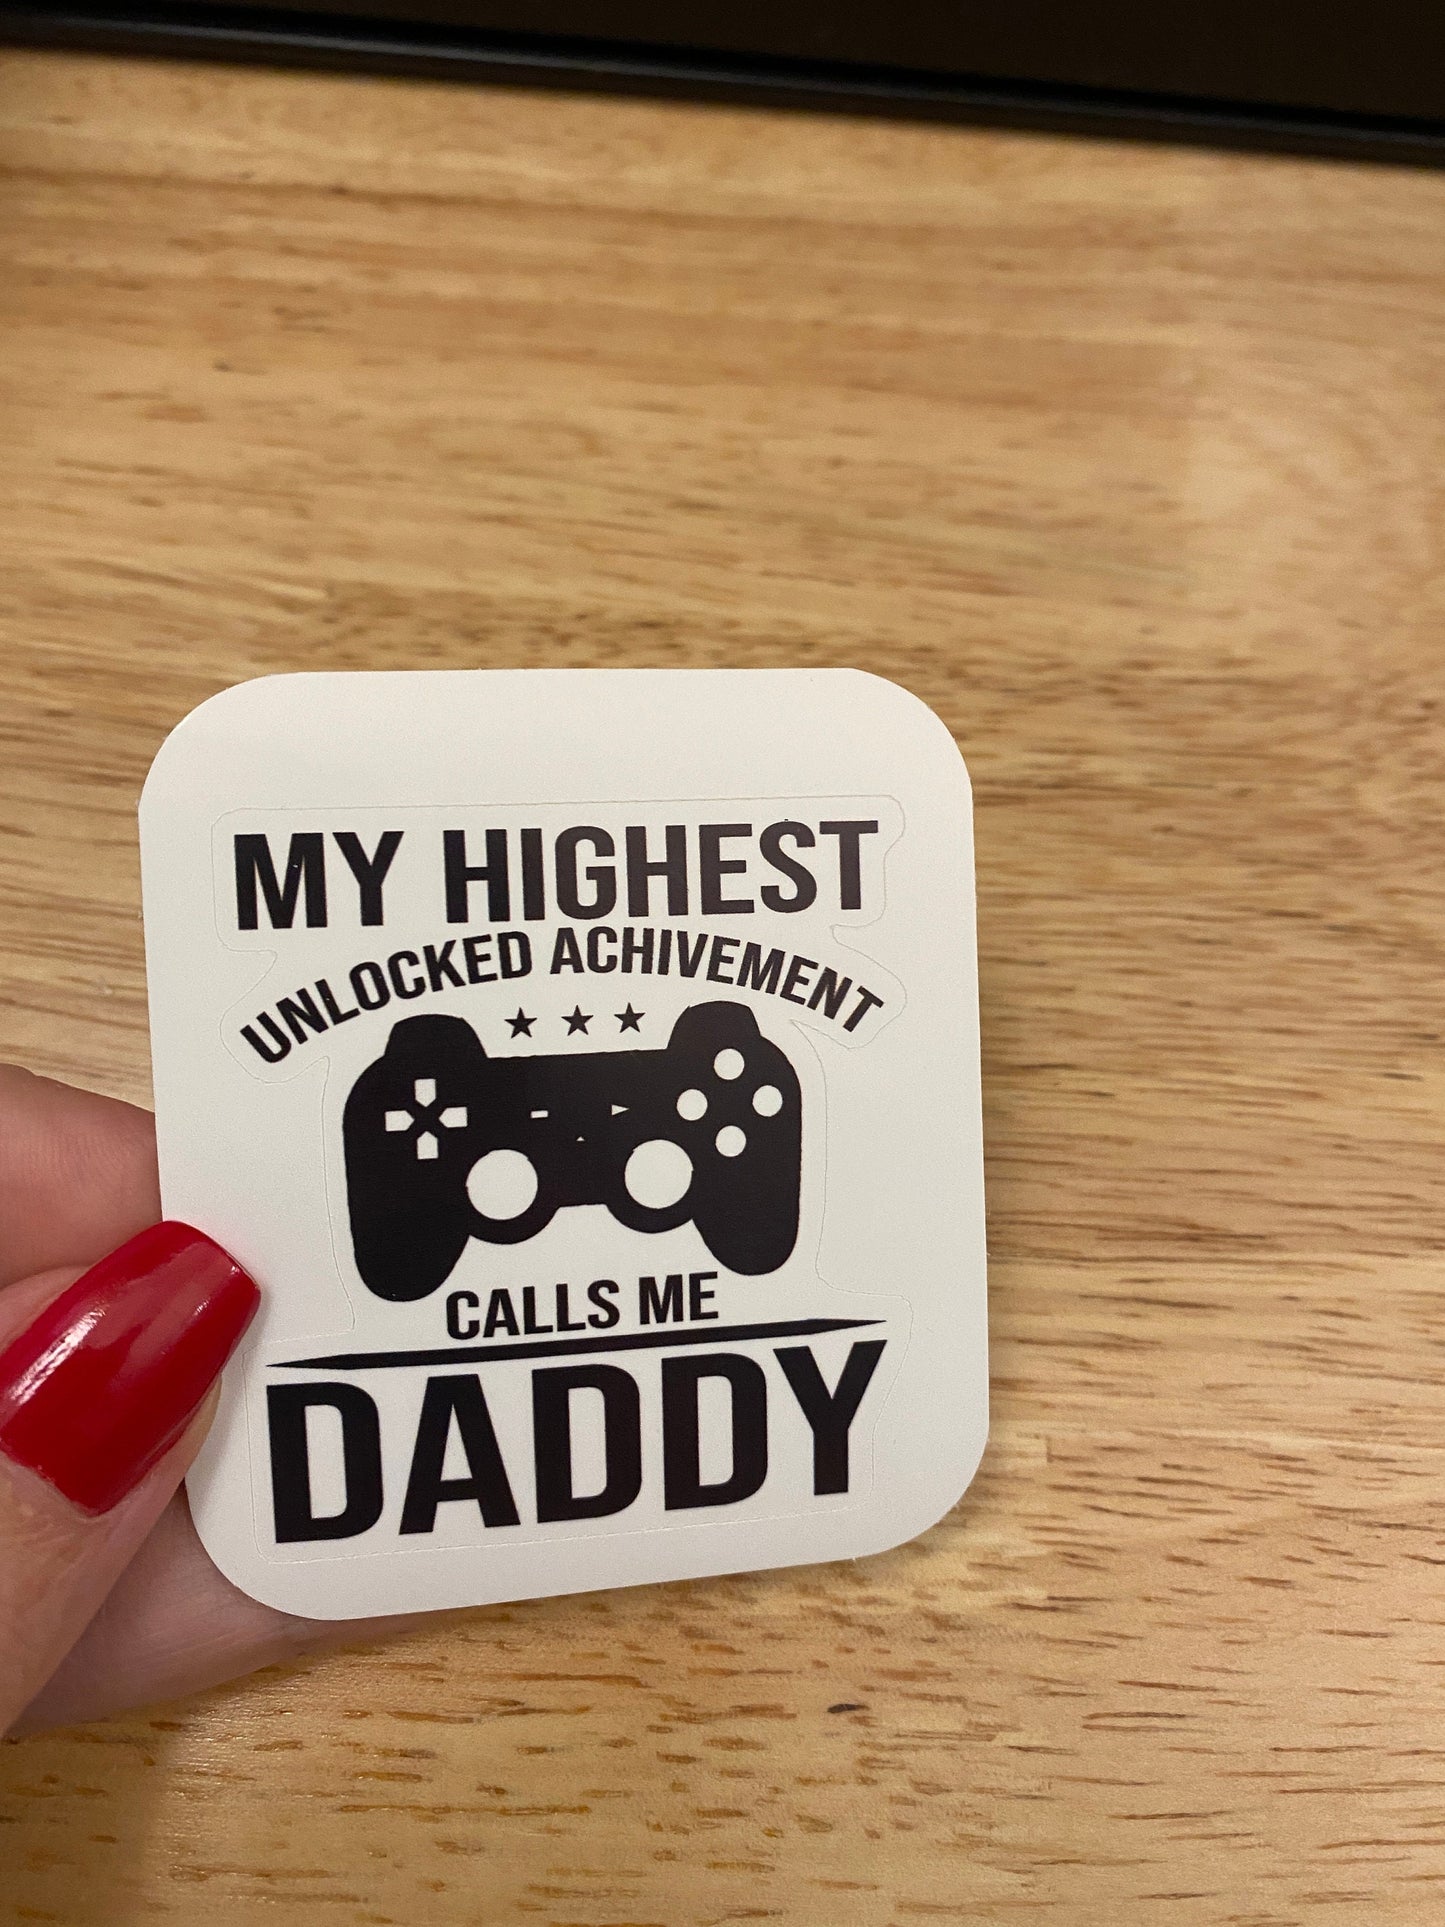 MY HIGHEST
UNLOCKED ACHIVEMENT
CALLS ME
DADDY